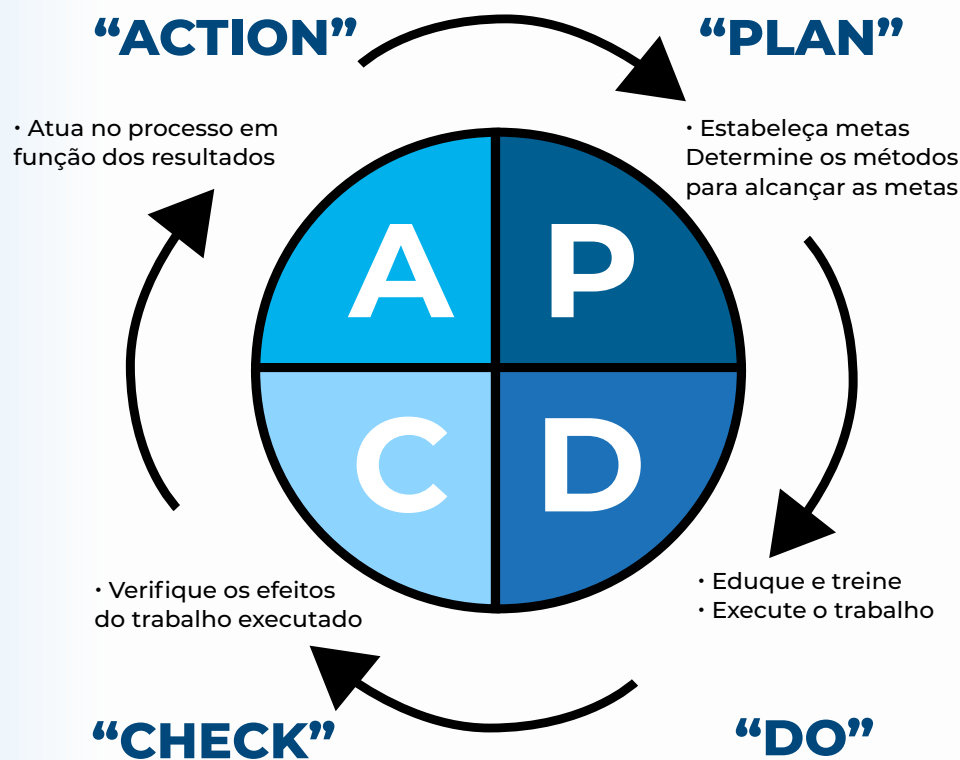 “ACTION”
• Atua no processo em
função dos resultados
“PLAN”
• Estabeleça metas
Determine os métodos
para alcançar as metas
A
P
C
D
• Verifique os efeitos
do trabalho executado
“CHECK”
• Eduque e treine
• Execute o trabalho
“DO”